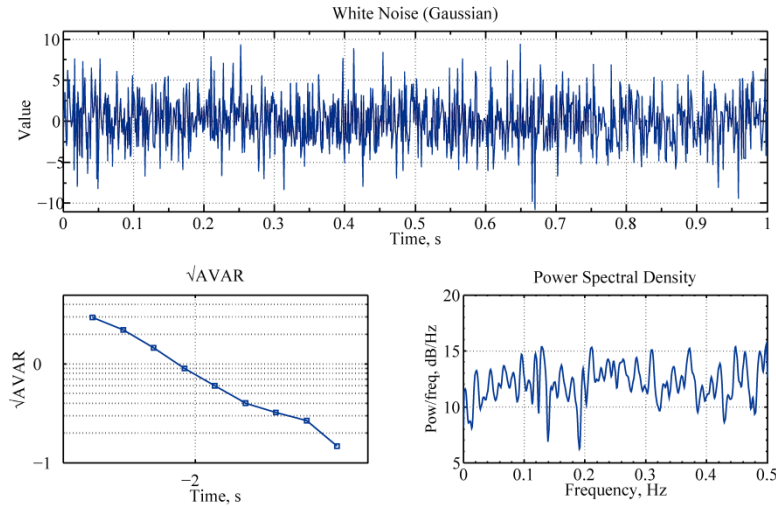 White Noise (Gaussian)
10
5
0
−5
−10
Value
0 0.1 0.2 0.3 0.4 0.5 0.6 0.7 0.8 0.9 1
Time, s
√AVAR
0
−1
√AVAR
−2
Time, s
Power Spectral Density
20
15
10
5
Pow/freq, dB/Hz
0 0.1 0.2 0.3 0.4 0.5
Frequency, Hz